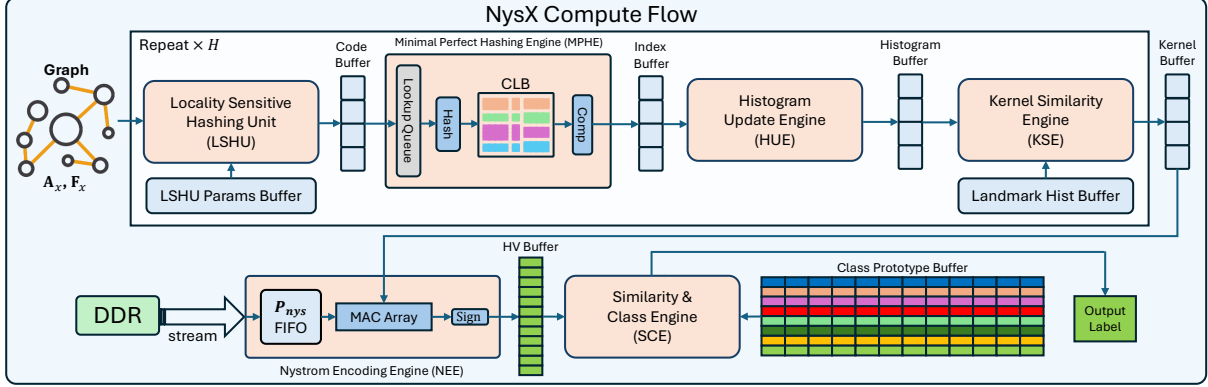 NysX Compute Flow
Repeat × H
Graph
A_x, F_x
Locality Sensitive
Hashing Unit
(LSHU)
LSHU Params Buffer
Code
Buffer
Minimal Perfect Hashing Engine (MPHE)
Lookup Queue
Hash
CLB
Comp
Index
Buffer
Histogram
Update Engine
(HUE)
Histogram
Buffer
Kernel Similarity
Engine
(KSE)
Landmark Hist Buffer
Kernel
Buffer
DDR
stream
P_nys
FIFO
MAC Array
Sign
Nystrom Encoding Engine (NEE)
HV Buffer
Similarity &
Class Engine
(SCE)
Class Prototype Buffer
Output
Label